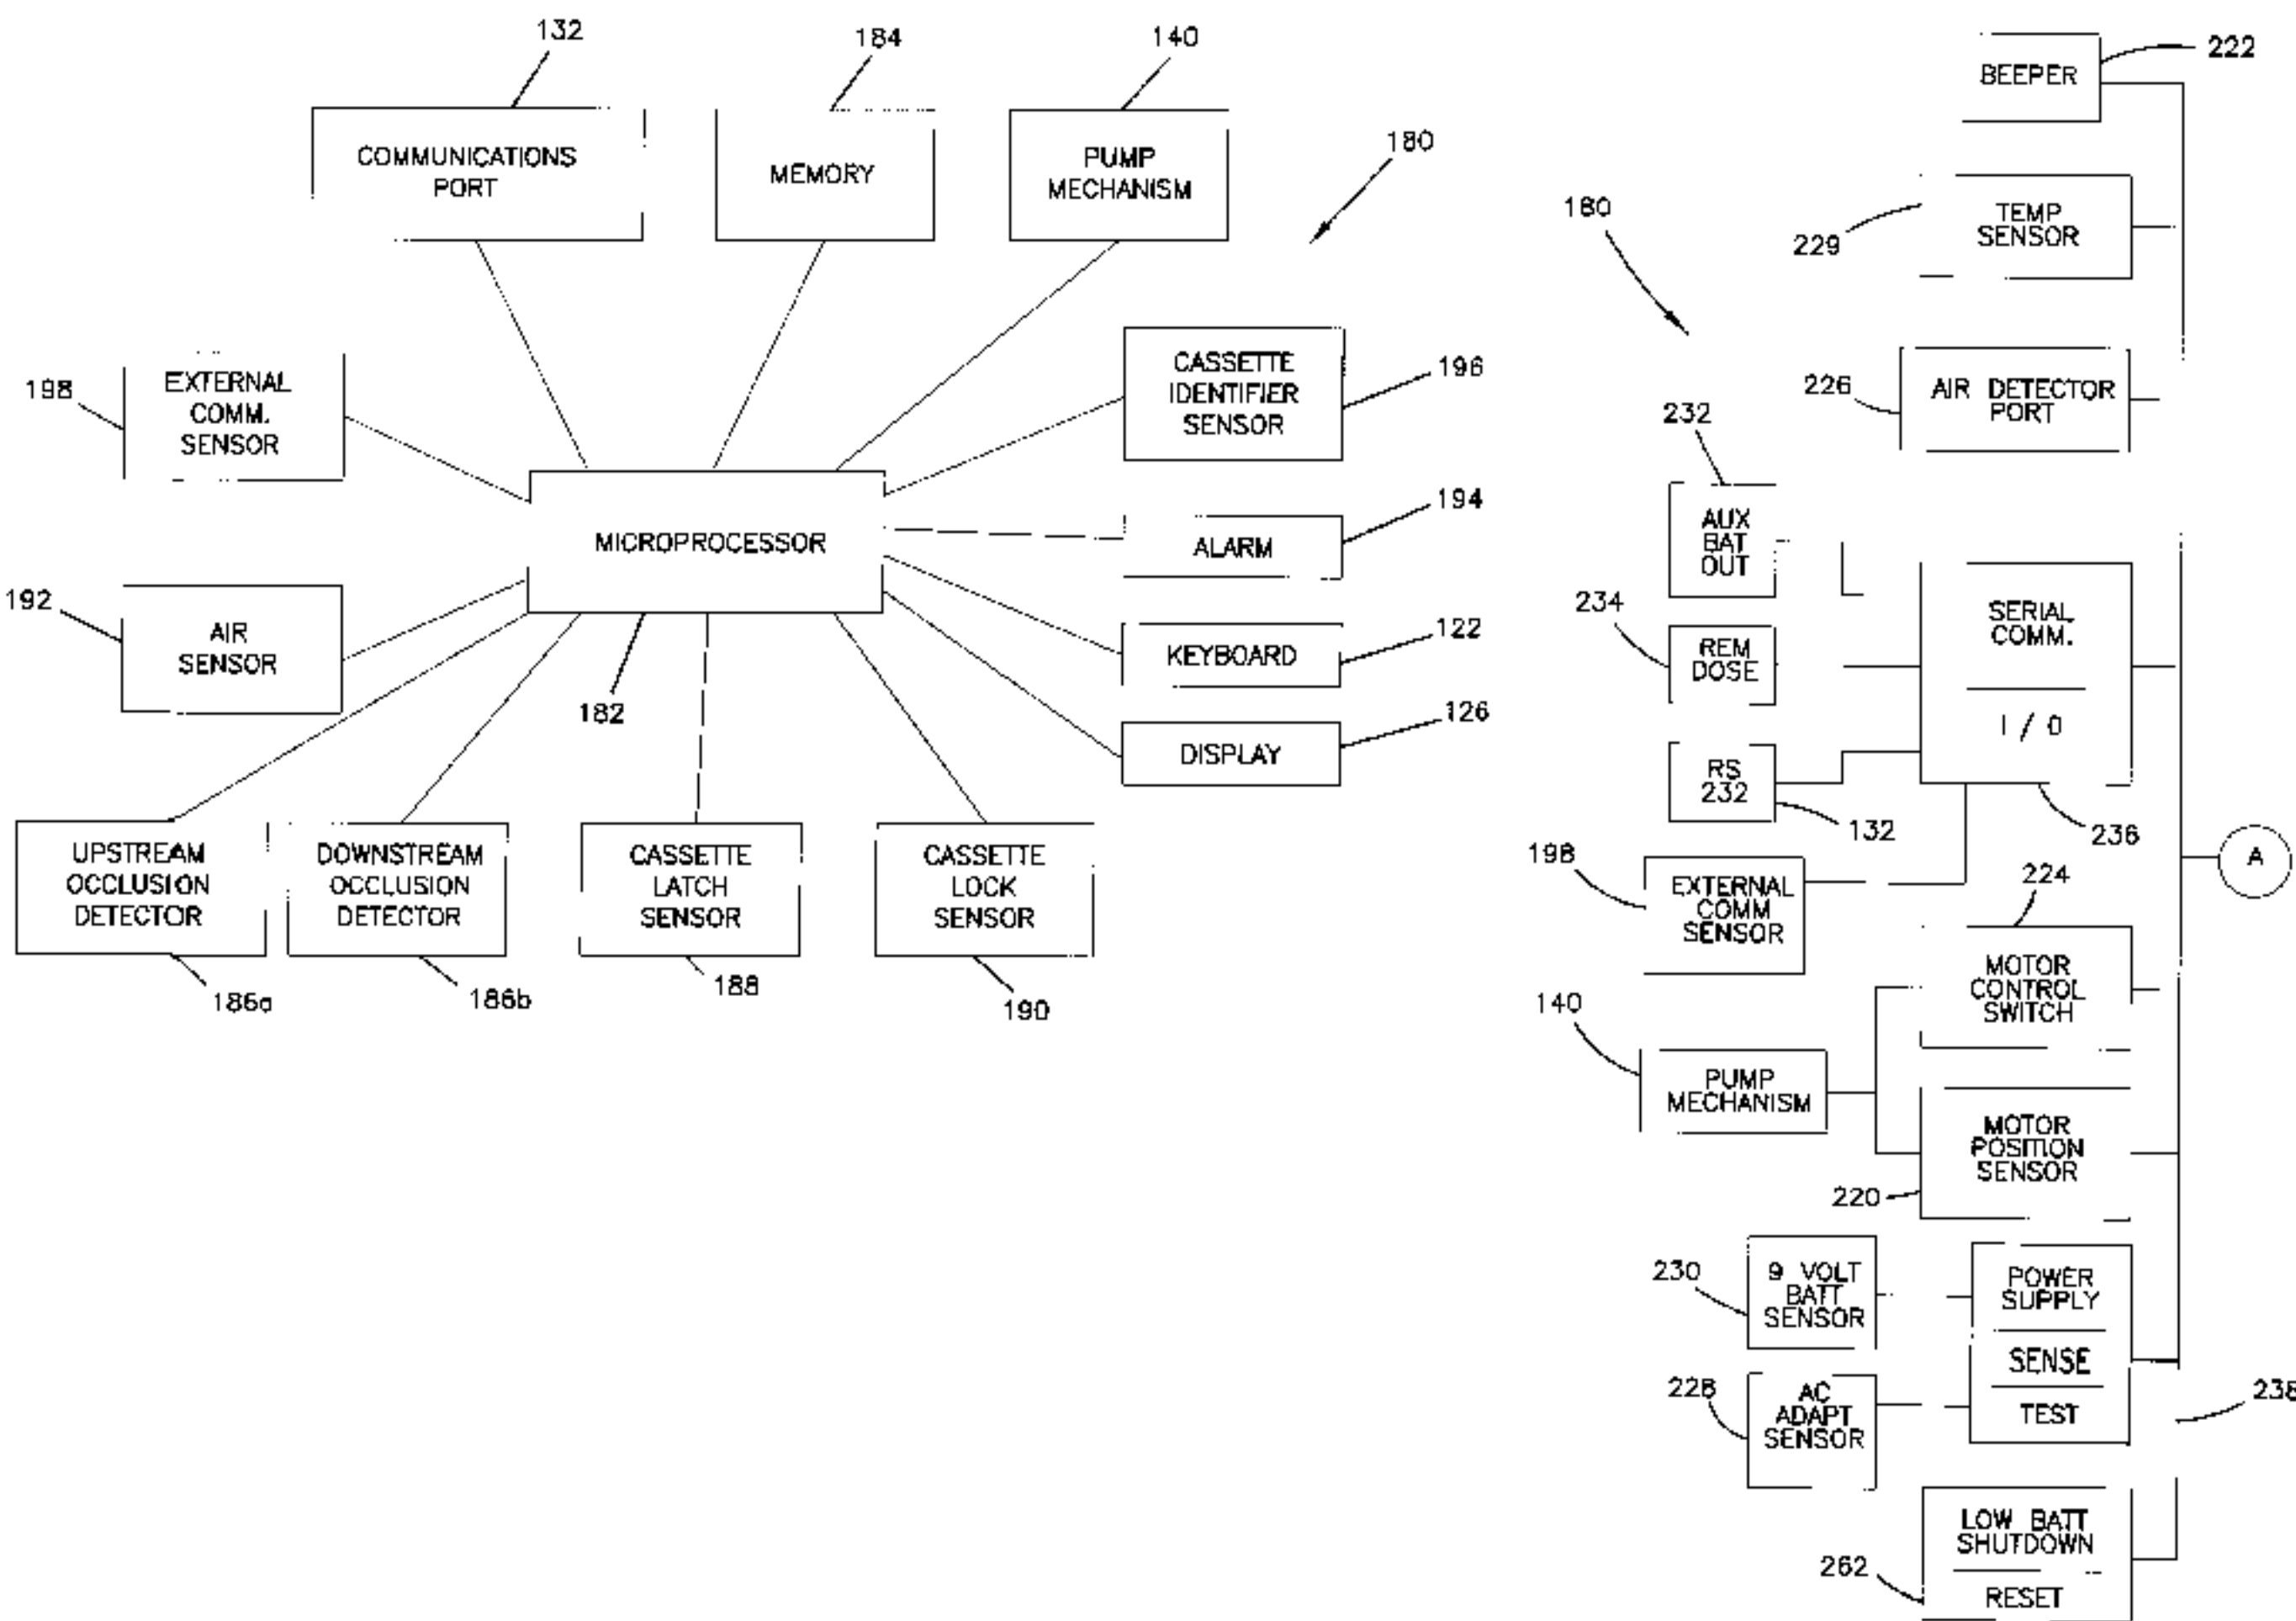 132
184
140
COMMUNICATIONS
PORT
MEMORY
PUMP
MECHANISM
180
198
EXTERNAL
COMM.
SENSOR
CASSETTE
IDENTIFIER
SENSOR
196
MICROPROCESSOR
182
ALARM
194
192
AIR
SENSOR
KEYBOARD
122
DISPLAY
126
UPSTREAM
OCCLUSION
DETECTOR
186a
DOWNSTREAM
OCCLUSION
DETECTOR
186b
CASSETTE
LATCH
SENSOR
188
CASSETTE
LOCK
SENSOR
190
BEEPER
222
180
TEMP
SENSOR
229
226
AIR DETECTOR
PORT
232
AUX
BAT
OUT
234
REM
DOSE
SERIAL
COMM.
I / O
RS
232
132
236
A
198
EXTERNAL
COMM
SENSOR
224
MOTOR
CONTROL
SWITCH
140
PUMP
MECHANISM
MOTOR
POSITION
SENSOR
220
230
9 VOLT
BATT
SENSOR
POWER
SUPPLY
SENSE
TEST
228
AC
ADAPT
SENSOR
238
LOW BATT
SHUTDOWN
262
RESET